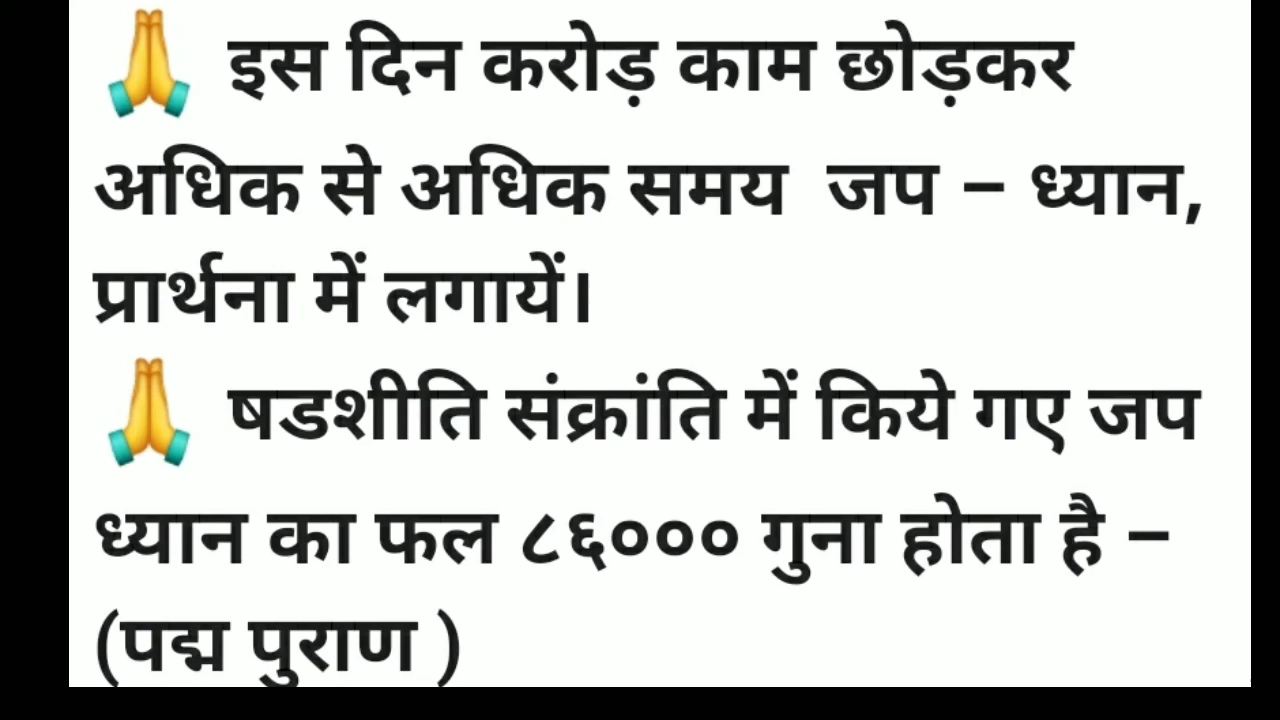 🙏 इस दिन करोड़ काम छोड़कर
अधिक से अधिक समय जप – ध्यान,
प्रार्थना में लगायें।
🙏 षडशीति संक्रांति में किये गए जप
ध्यान का फल ८६००० गुना होता है –
(पद्म पुराण )